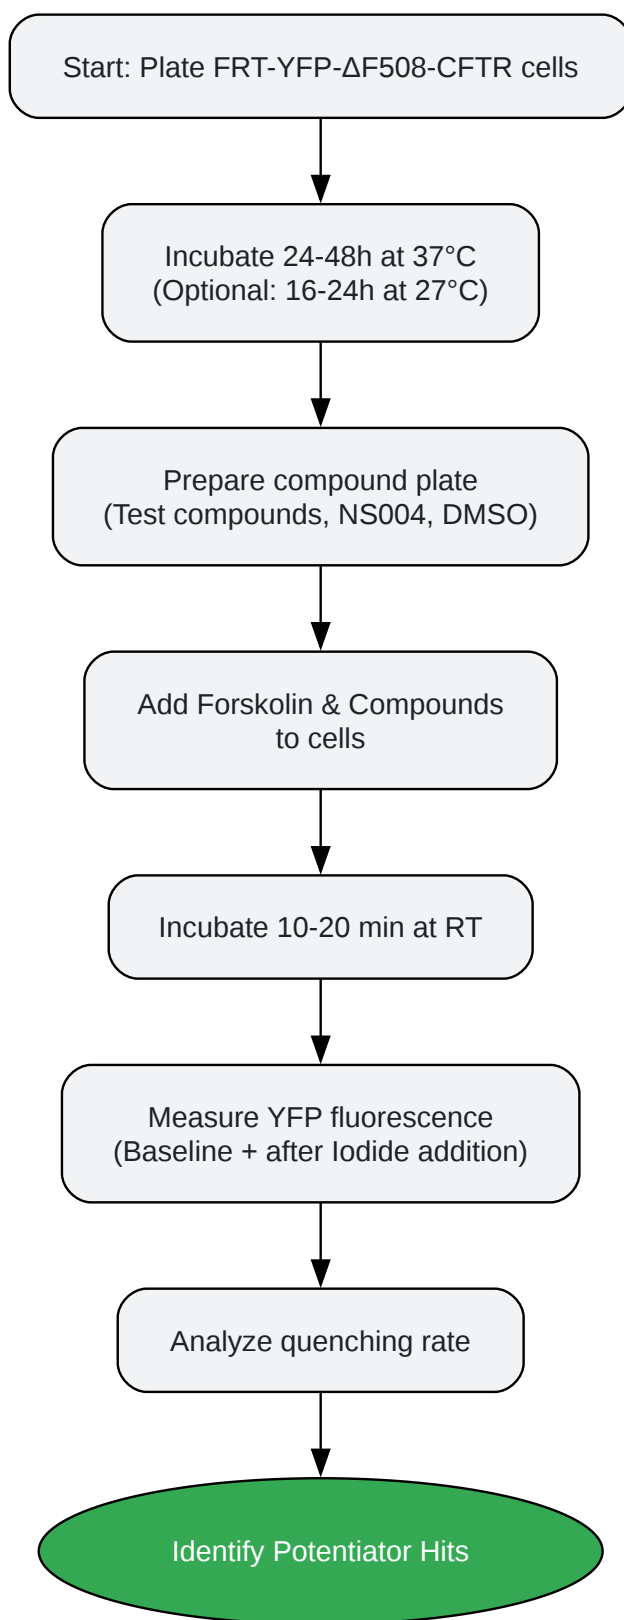 Start: Plate FRT-YFP-ΔF508-CFTR cells
Incubate 24-48h at 37°C
(Optional: 16-24h at 27°C)
Prepare compound plate
(Test compounds, NS004, DMSO)
Add Forskolin & Compounds
to cells
Incubate 10-20 min at RT
Measure YFP fluorescence
(Baseline + after Iodide addition)
Analyze quenching rate
Identify Potentiator Hits